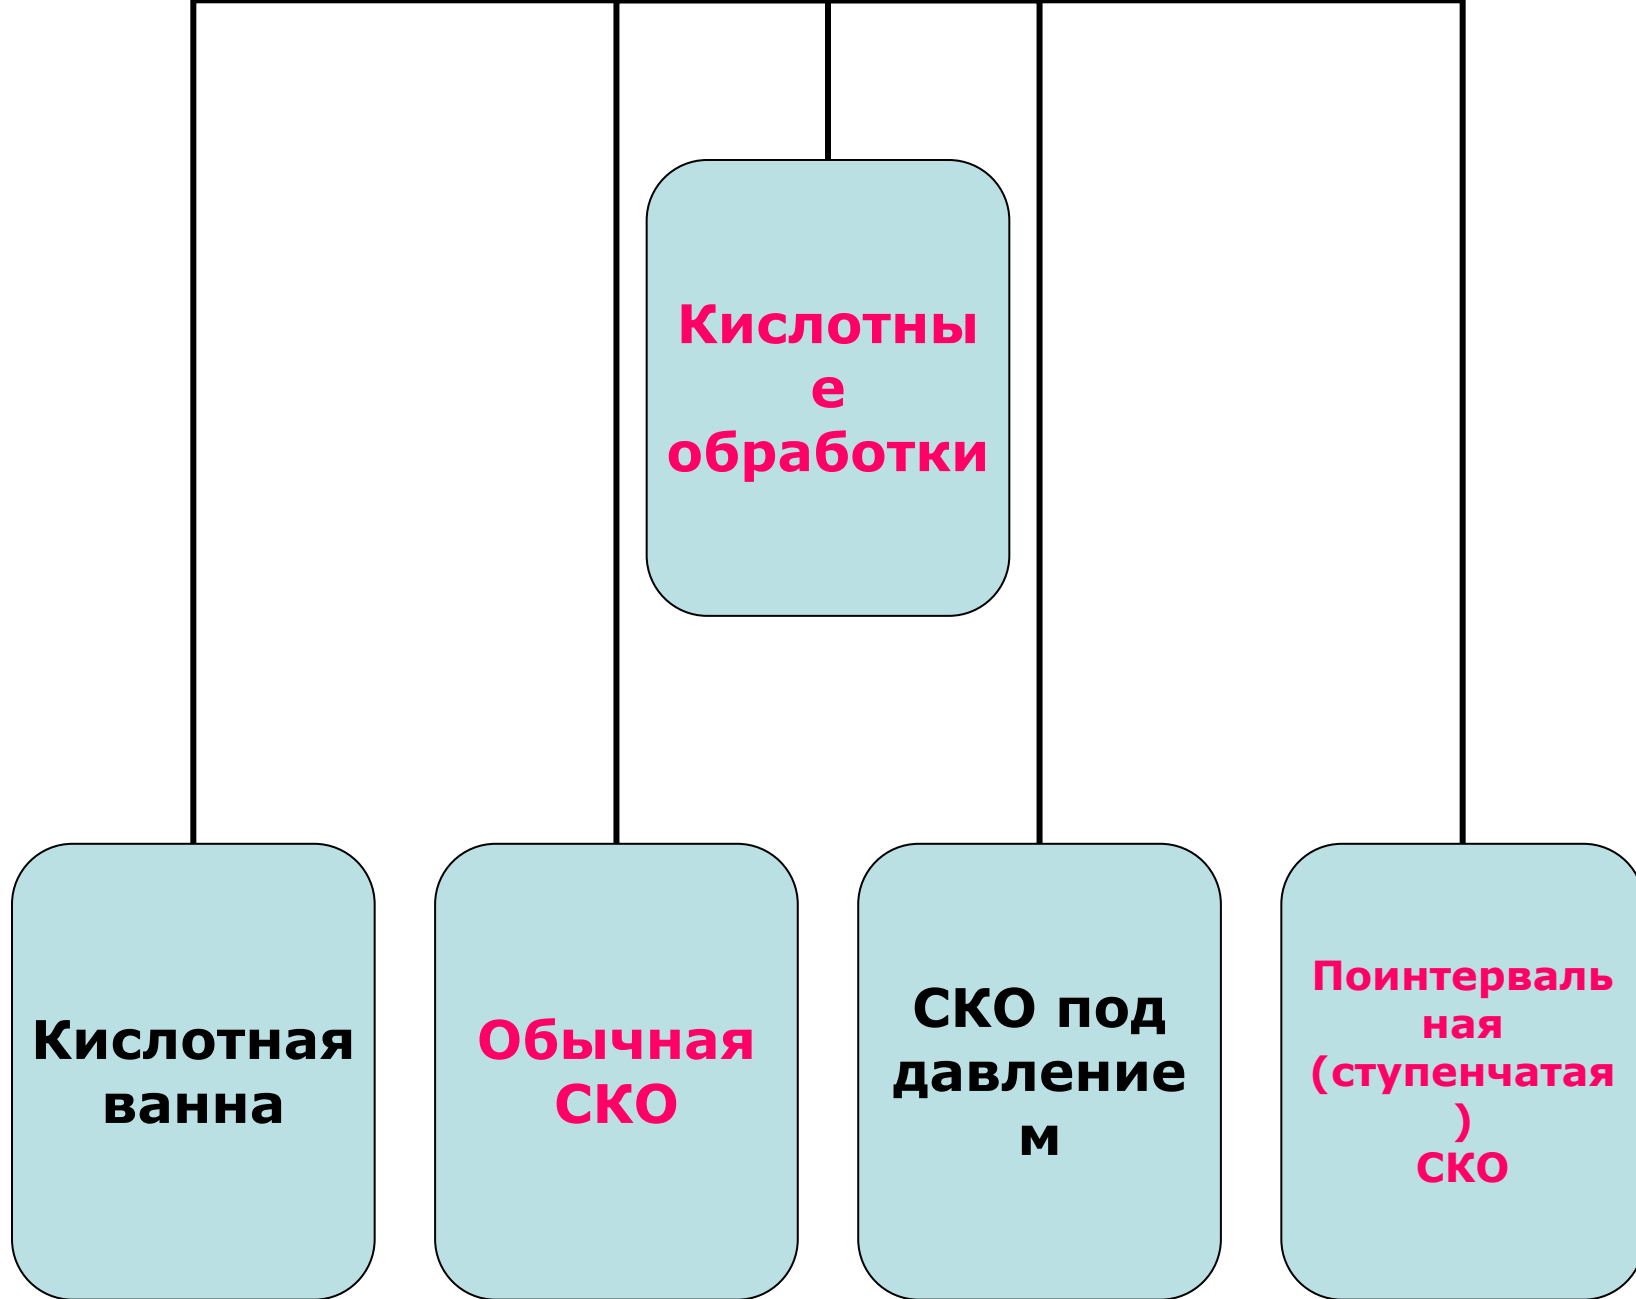 Кислотны
е
обработки
Кислотная
ванна
Обычная
СКО
СКО под
давление
м
Поинтерваль
ная
(ступенчатая
)
СКО